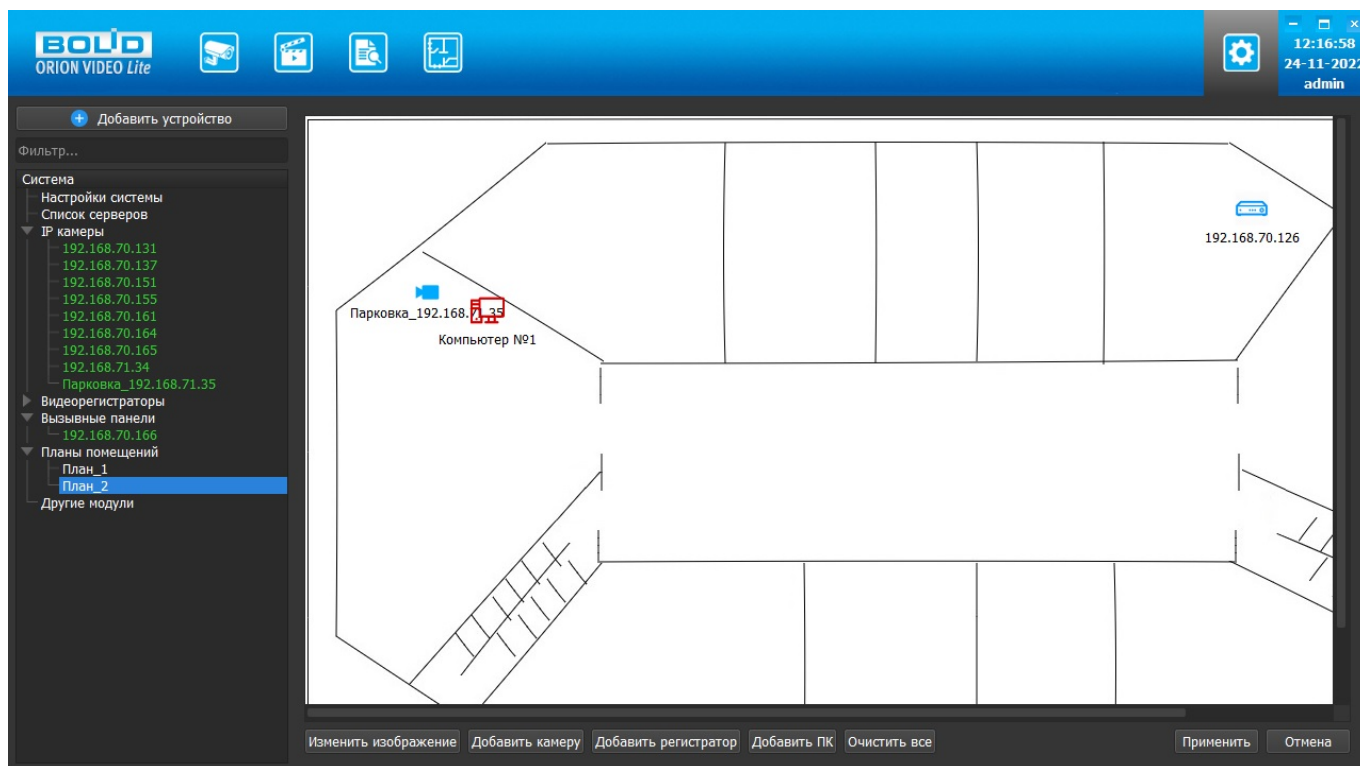 BOLID
ORION VIDEO Lite
12:16:58
24-11-2022
admin
Добавить устройство
Фильтр...
Система
Настройки системы
Список серверов
IP камеры
192.168.70.131
192.168.70.137
192.168.70.151
192.168.70.155
192.168.70.161
192.168.70.164
192.168.70.165
192.168.71.34
Парковка_192.168.71.35
Видеорегистраторы
Вызывные панели
192.168.70.166
Планы помещений
План_1
План_2
Другие модули
192.168.70.126
Парковка_192.168.71.35
Компьютер №1
Изменить изображение Добавить камеру Добавить регистратор Добавить ПК Очистить все Применить Отмена